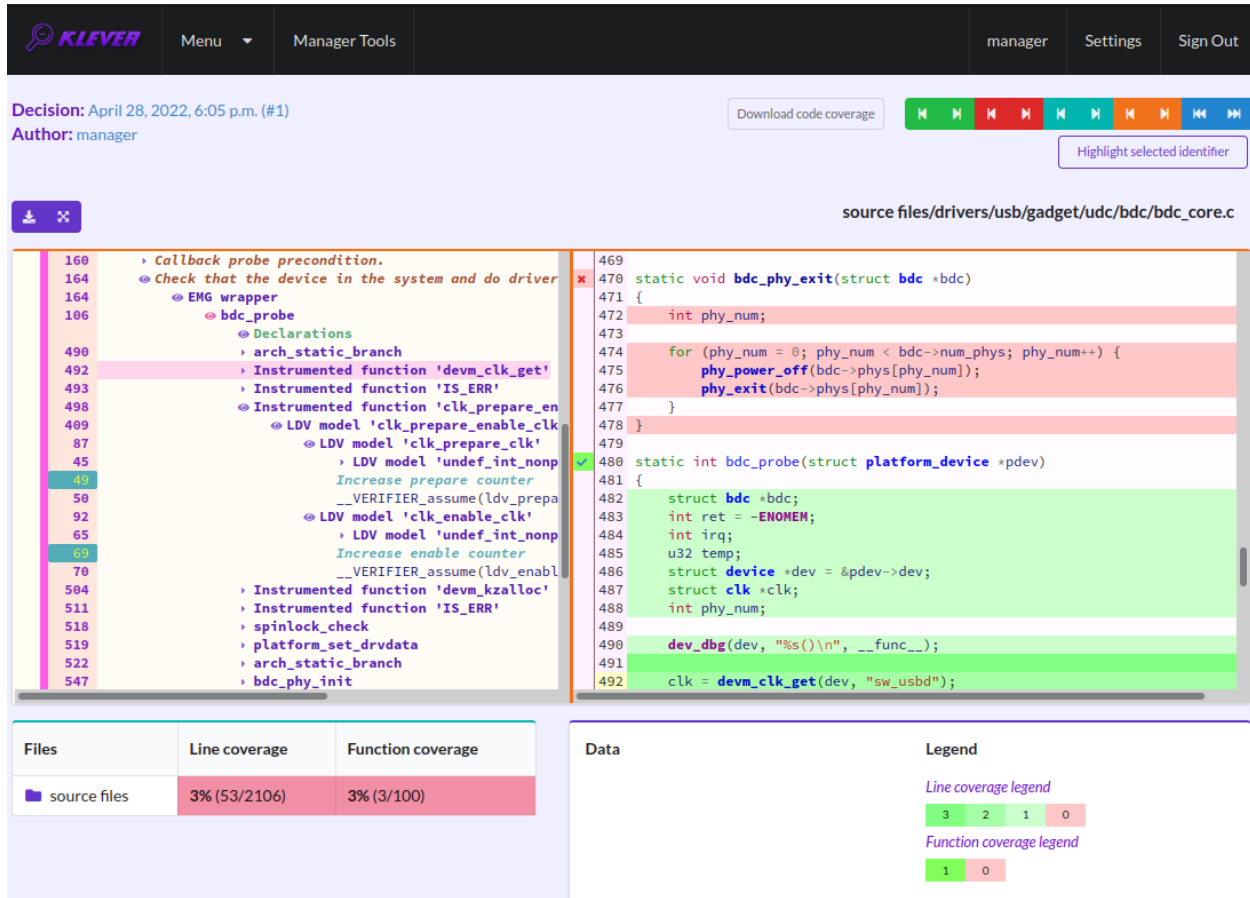 KLEVER
Menu
Manager Tools
manager
Settings
Sign Out
Decision: April 28, 2022, 6:05 p.m. (#1)
Author: manager
Download code coverage
Highlight selected identifier
source files/drivers/usb/gadget/udc/bdc/bdc_core.c
160 Callback probe precondition.
164 Check that the device in the system and do driver
164 EMG wrapper
106 bdc_probe
Declarations
490 arch_static_branch
492 Instrumented function 'devm_clk_get'
493 Instrumented function 'IS_ERR'
498 Instrumented function 'clk_prepare_en
409 LDV model 'clk_prepare_enable_clk
87 LDV model 'clk_prepare_clk'
45 LDV model 'undef_int_nonp
49 Increase prepare counter
50 __VERIFIER_assume(ldv_prepa
92 LDV model 'clk_enable_clk'
65 LDV model 'undef_int_nonp
69 Increase enable counter
70 __VERIFIER_assume(ldv_enabl
504 Instrumented function 'devm_kzalloc'
511 Instrumented function 'IS_ERR'
518 spinlock_check
519 platform_set_drvdata
522 arch_static_branch
547 bdc_phy_init
469
470 static void bdc_phy_exit(struct bdc *bdc)
471 {
472 int phy_num;
473
474 for (phy_num = 0; phy_num < bdc->num_phys; phy_num++) {
475 phy_power_off(bdc->phys[phy_num]);
476 phy_exit(bdc->phys[phy_num]);
477 }
478 }
479
480 static int bdc_probe(struct platform_device *pdev)
481 {
482 struct bdc *bdc;
483 int ret = -ENOMEM;
484 int irq;
485 u32 temp;
486 struct device *dev = &pdev->dev;
487 struct clk *clk;
488 int phy_num;
489
490 dev_dbg(dev, "%s()\n", __func__);
491
492 clk = devm_clk_get(dev, "sw_usbd");
Files Line coverage Function coverage
source files 3% (53/2106) 3% (3/100)
Data
Legend
Line coverage legend
3 2 1 0
Function coverage legend
1 0